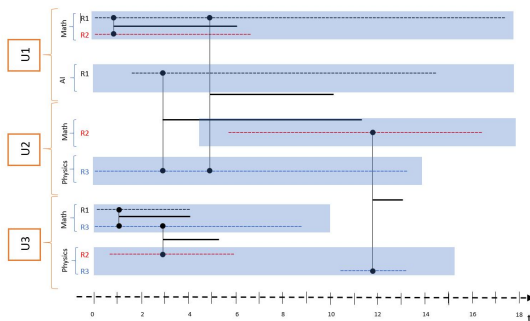 U1
Math
R1
R2
AI
R1
U2
Math
R2
Physics
R3
U3
Math
R1
R3
Physics
R2
R3
0 2 4 6 8 10 12 14 16 18
t